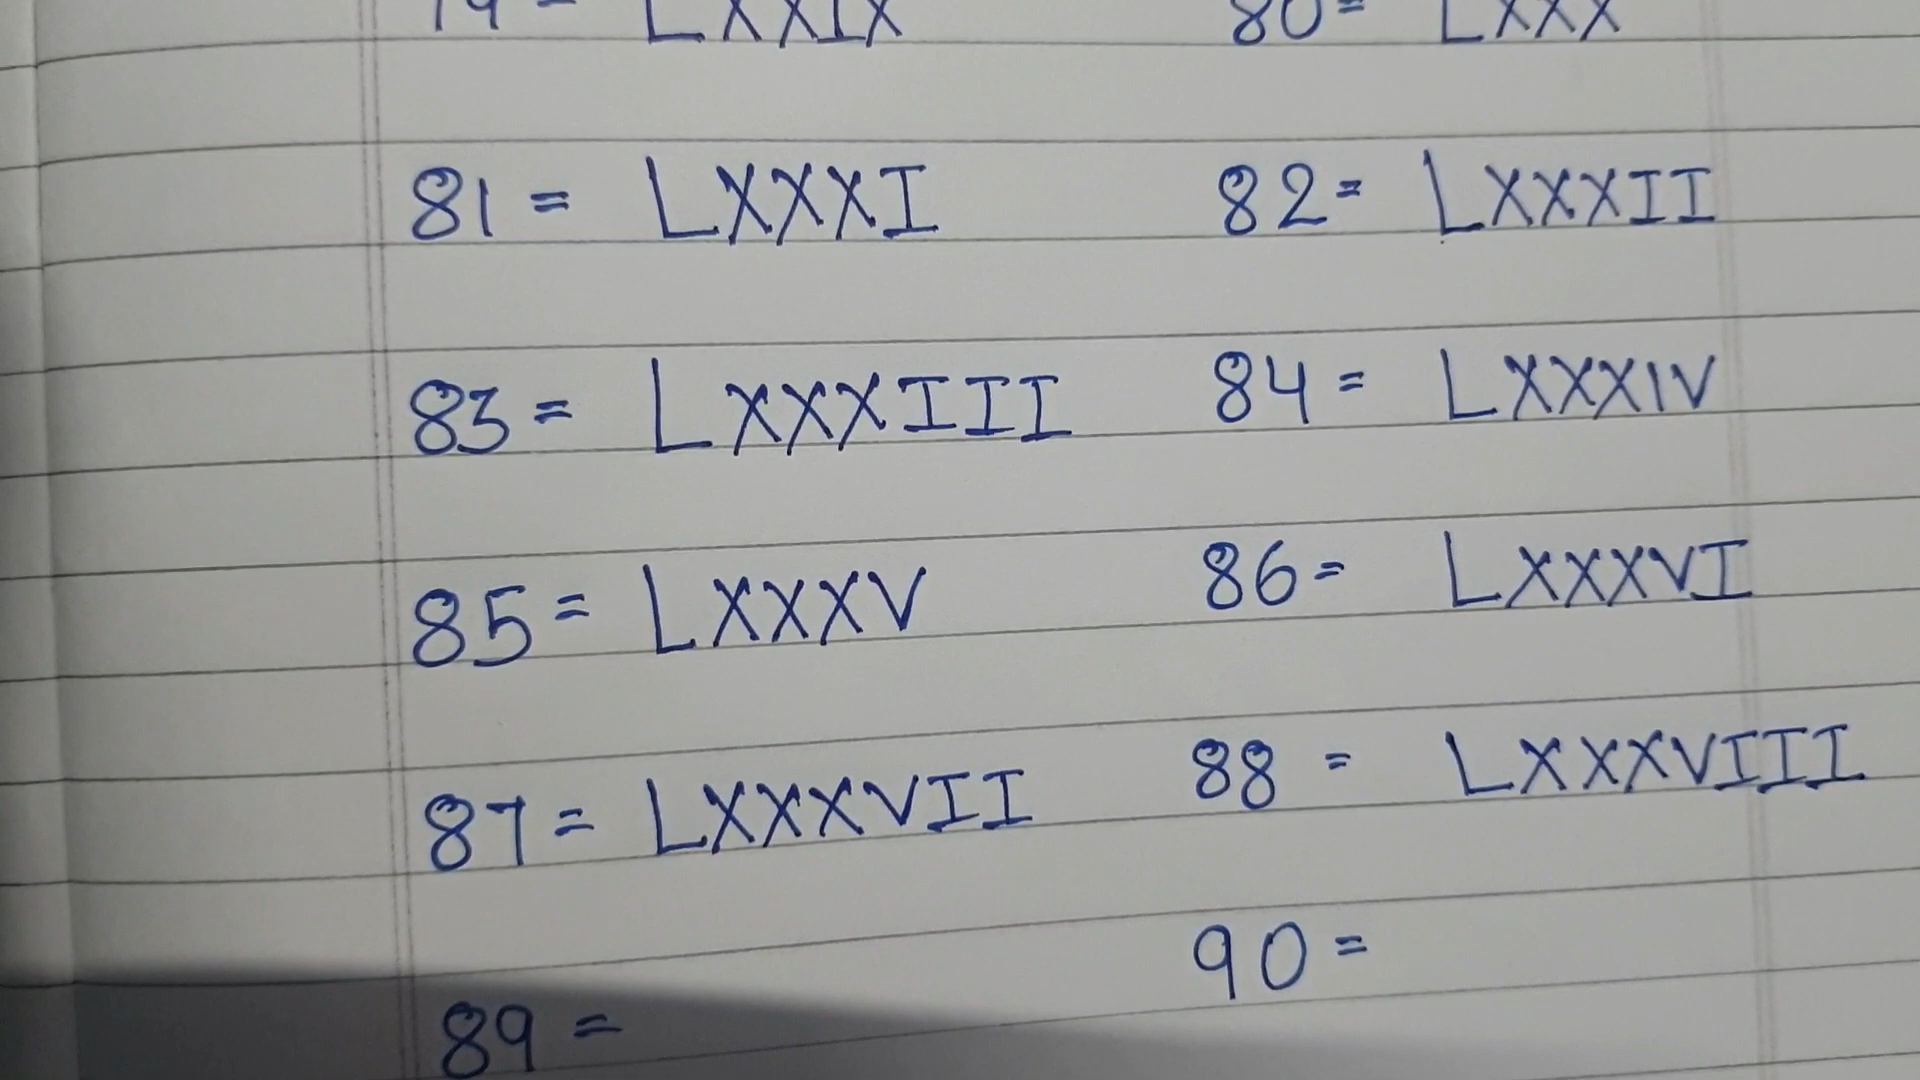 79 = LXXIX 80 = LXXX
81 = LXXXI 82 = LXXXII
83 = LXXXIII 84 = LXXXIV
85 = LXXXV 86 = LXXXVI
87 = LXXXVII 88 = LXXXVIII
89 = 90 =